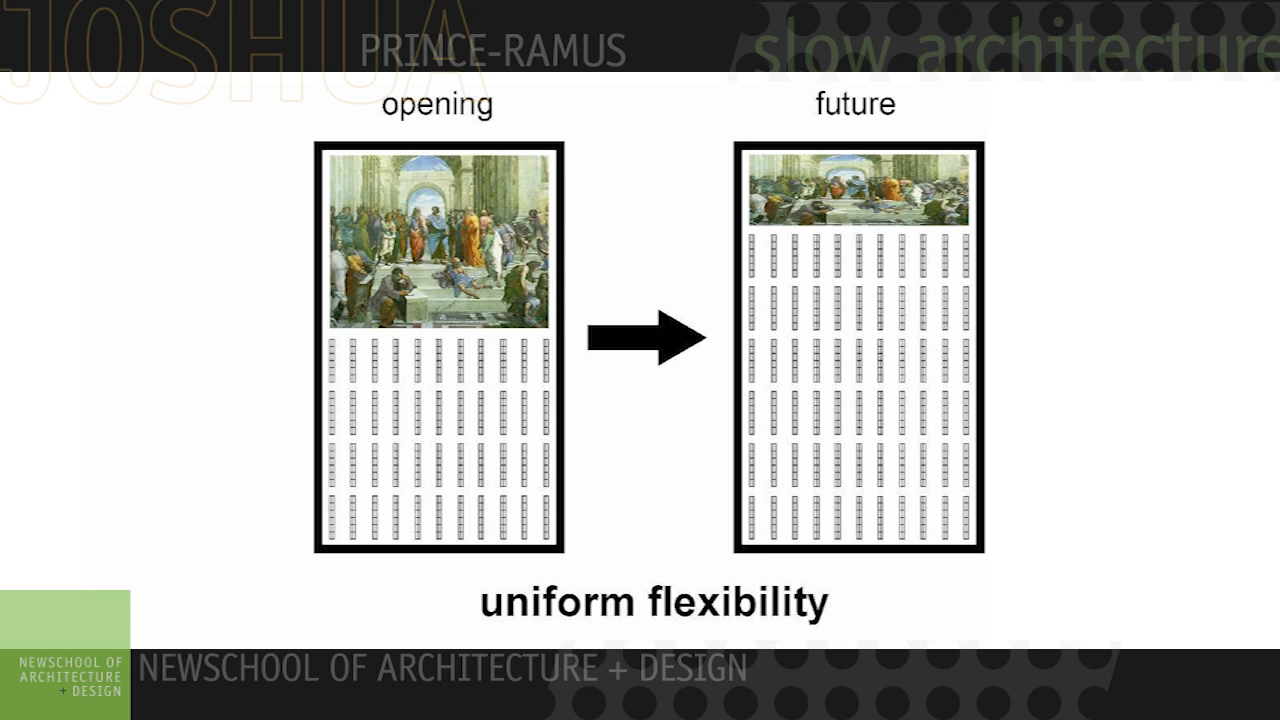 JOSHUA
PRINCE-RAMUS
slow architecture
opening
future
uniform flexibility
NEWSCHOOL OF
ARCHITECTURE
+ DESIGN
NEWSCHOOL OF ARCHITECTURE + DESIGN